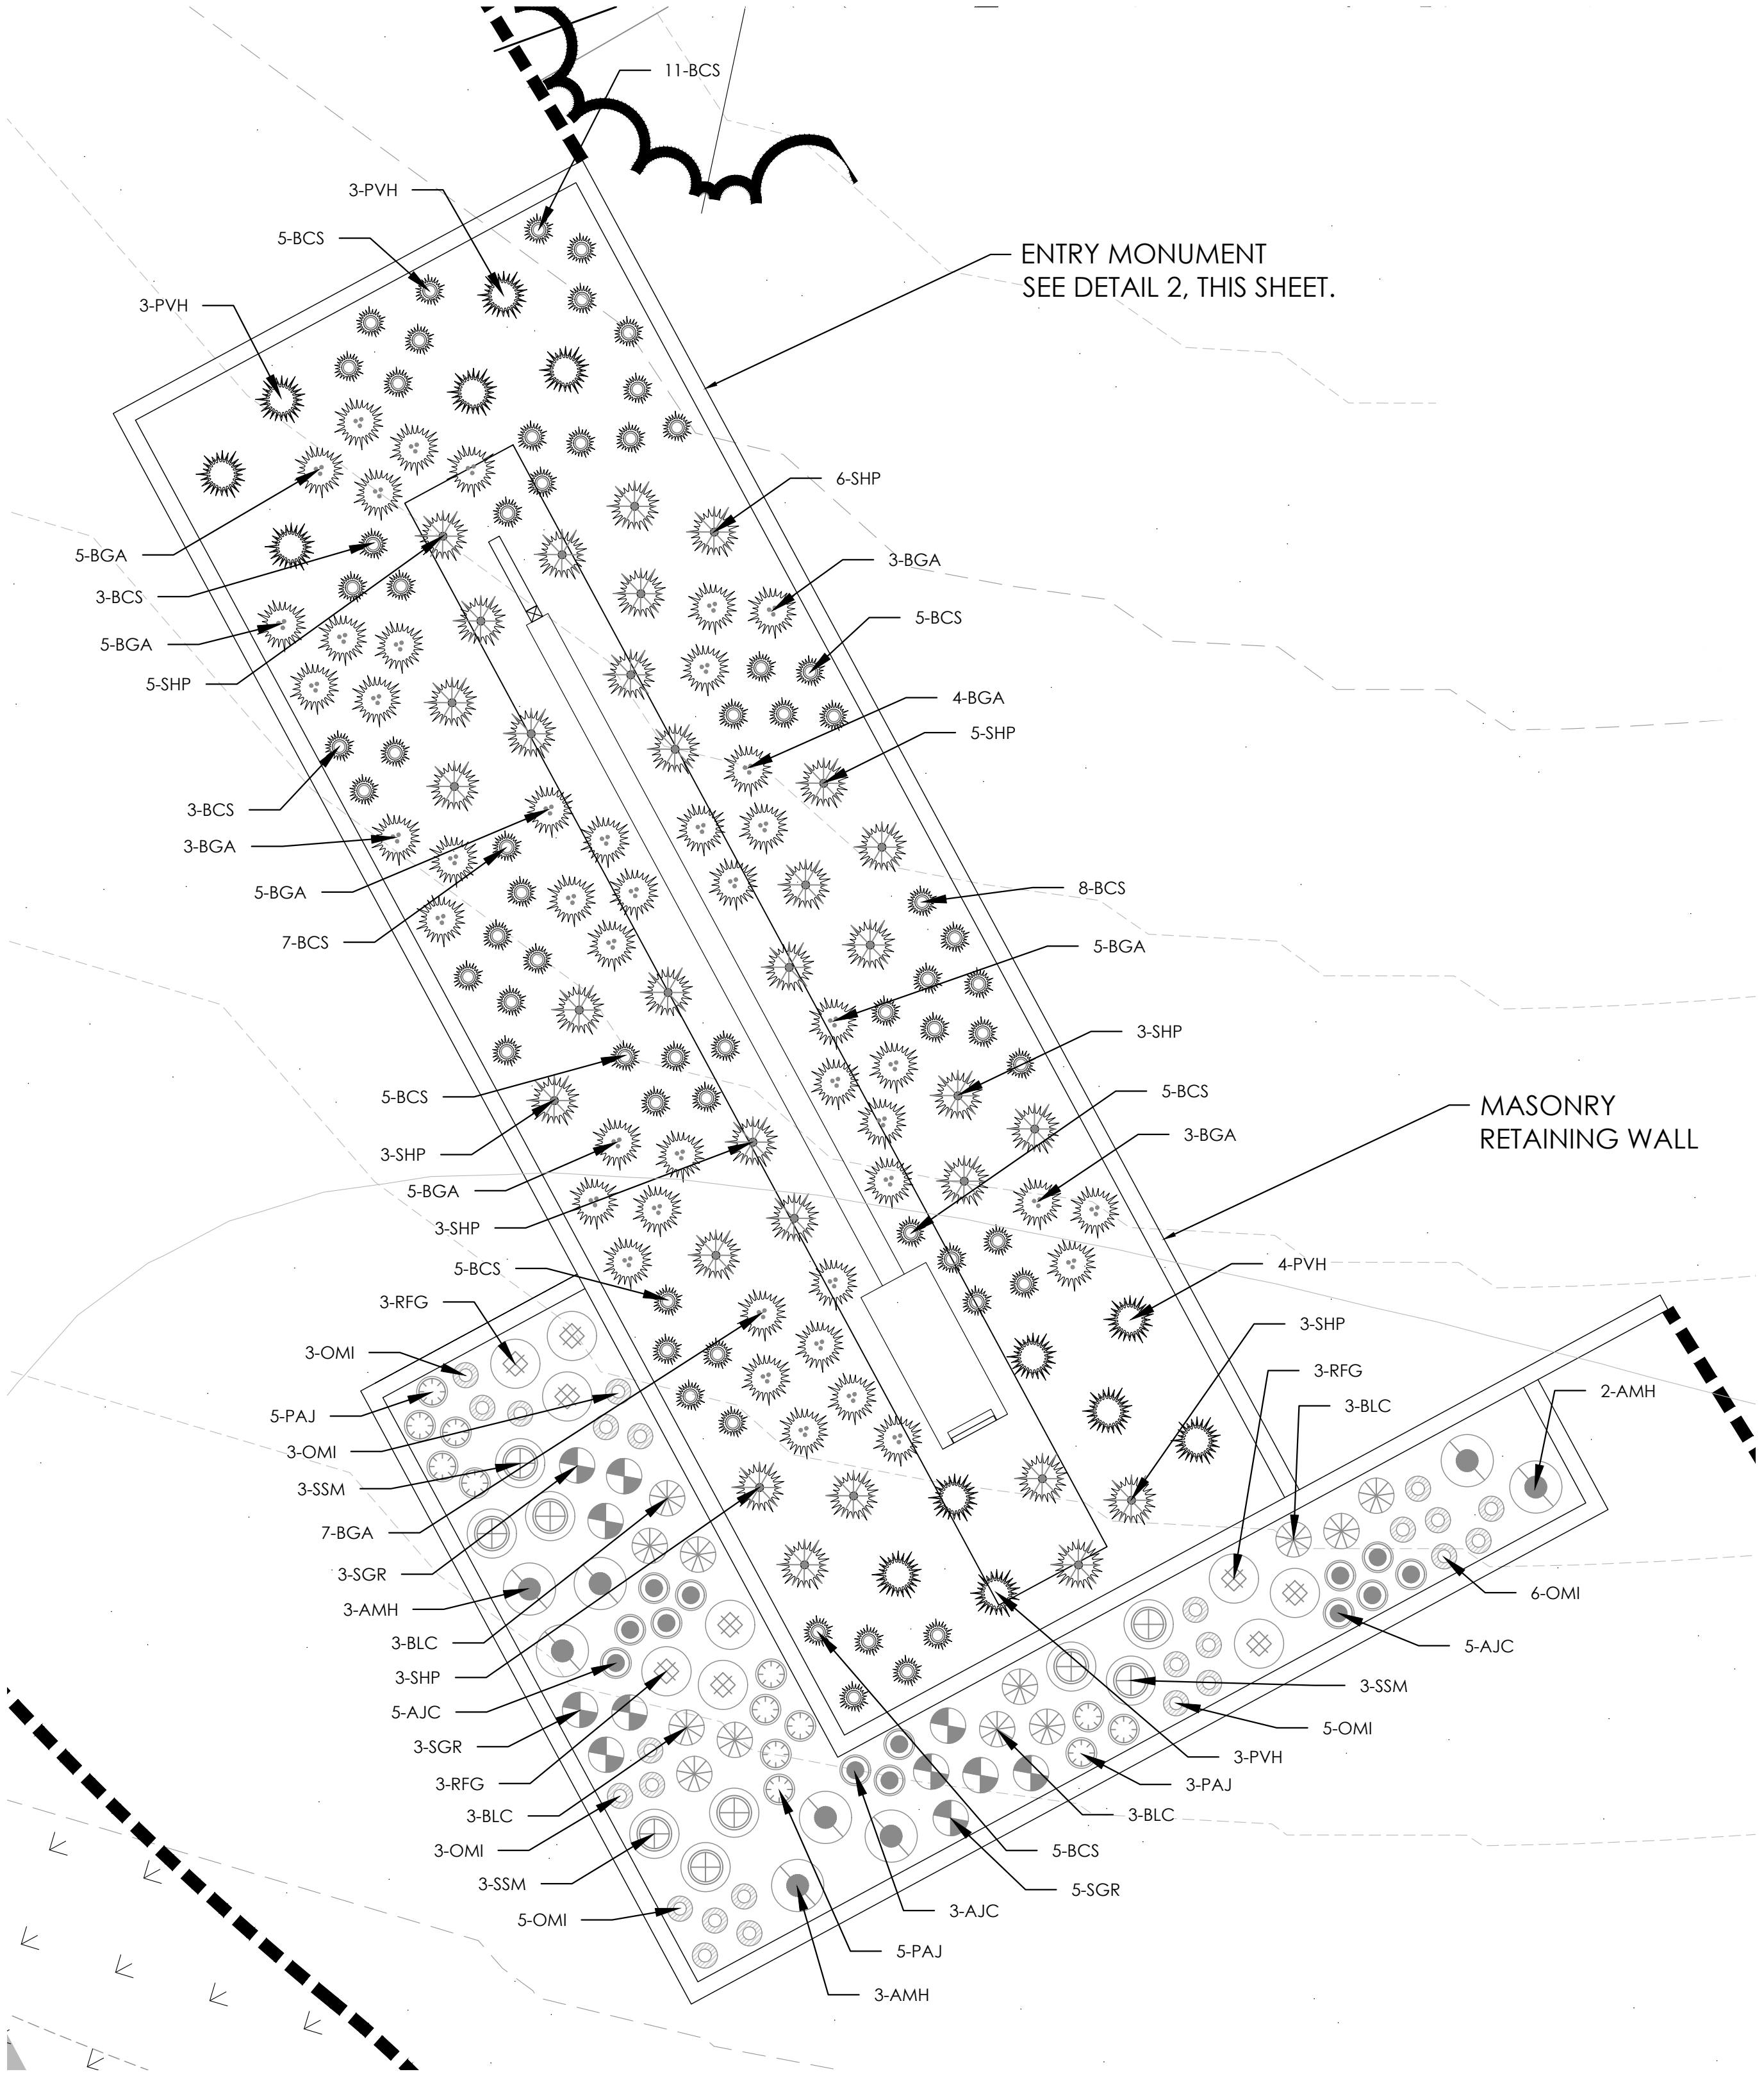 11-BCS
3-PVH
5-BCS
ENTRY MONUMENT
SEE DETAIL 2, THIS SHEET.
3-PVH
6-SHP
5-BGA
3-BGA
3-BCS
5-BCS
5-BGA
5-SHP
4-BGA
5-SHP
3-BCS
3-BGA
5-BGA
8-BCS
7-BCS
5-BGA
3-SHP
5-BCS
5-BCS
MASONRY
RETAINING WALL
3-BGA
3-SHP
5-BGA
3-SHP
5-BCS
4-PVH
3-RFG
3-SHP
3-OMI
3-RFG
2-AMH
3-BLC
5-PAJ
3-OMI
3-SSM
7-BGA
3-SGR
6-OMI
3-AMH
3-BLC
5-AJC
3-SHP
3-SSM
5-AJC
5-OMI
3-SGR
3-PVH
3-RFG
3-PAJ
3-BLC
3-BLC
3-OMI
5-BCS
3-SSM
5-SGR
3-AJC
5-OMI
5-PAJ
3-AMH